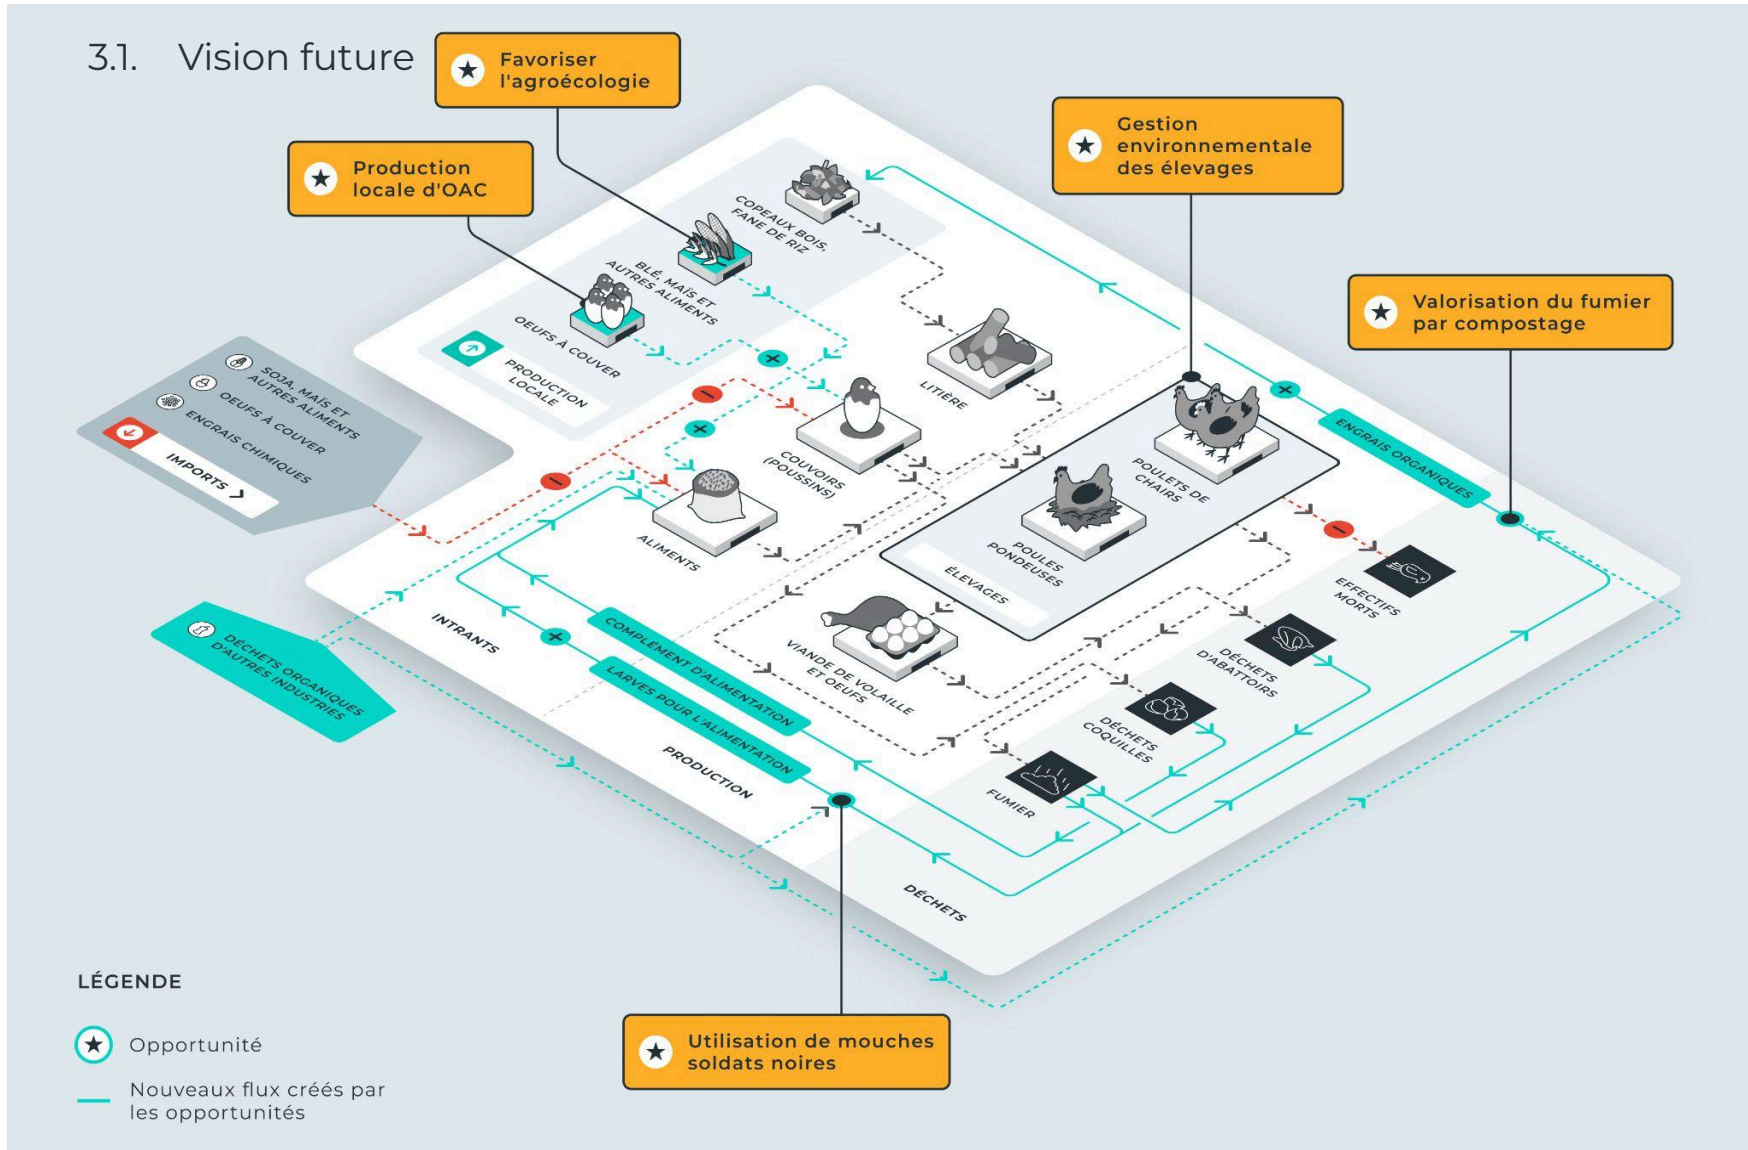 3.1. Vision future
Favoriser
l'agroécologie
Production
locale d'OAC
Gestion
environnementale
des élevages
Valorisation du fumier
par compostage
COPEAUX BOIS,
FANE DE RIZ
BLÉ, MAÏS ET
AUTRES ALIMENTS
OEUFS À COUVER
PRODUCTION
LOCALE
SOJA, MAÏS ET
AUTRES ALIMENTS
OEUFS À COUVER
ENGRAIS CHIMIQUES
IMPORTS
LITIÈRE
COUVOIRS
(POUSSINS)
ALIMENTS
POULETS DE
CHAIRS
POULES
PONDEUSES
ÉLEVAGES
ENGRAIS ORGANIQUES
EFFECTIFS
MORTS
DÉCHETS
D'ABATTOIRS
DÉCHETS
COQUILLES
FUMIER
VIANDE DE VOLAILLE
ET OEUFS
INTRANTS
COMPLÉMENT D'ALIMENTATION
LARVES POUR L'ALIMENTATION
DÉCHETS ORGANIQUES
D'AUTRES INDUSTRIES
PRODUCTION
DÉCHETS
Utilisation de mouches
soldats noires
LÉGENDE
Opportunité
Nouveaux flux créés par
les opportunités